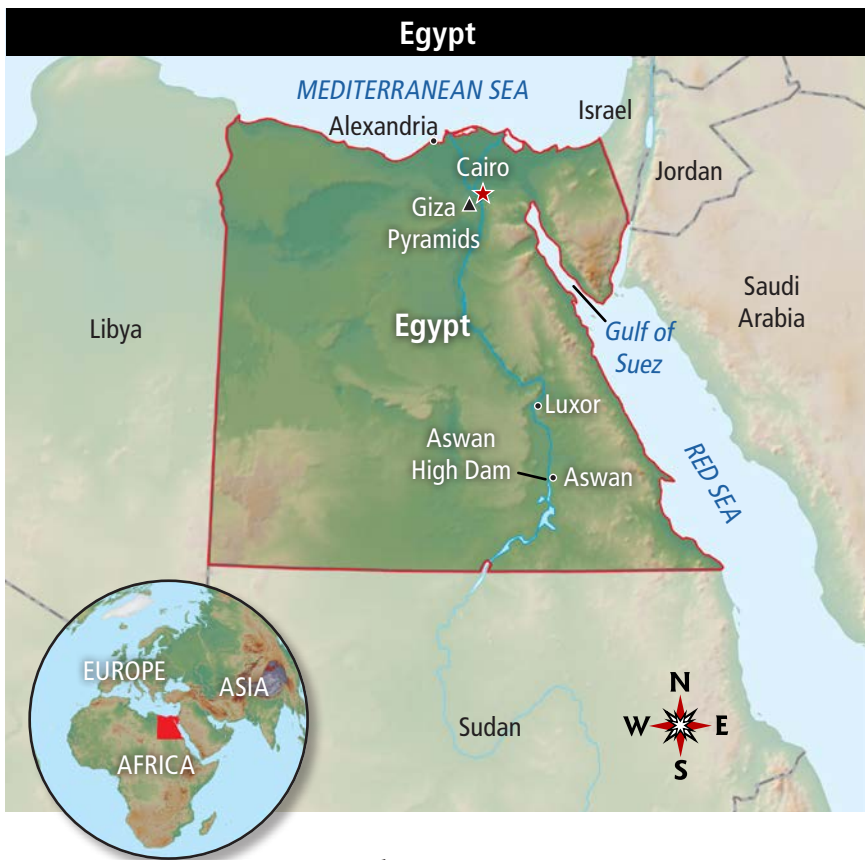 Egypt
MEDITERRANEAN SEA
Alexandria
Israel
Cairo
Jordan
Giza
Pyramids
Saudi
Arabia
Libya
Egypt
Gulf of
Suez
Luxor
Aswan
High Dam
Aswan
RED SEA
EUROPE
ASIA
AFRICA
Sudan
N
W
E
S